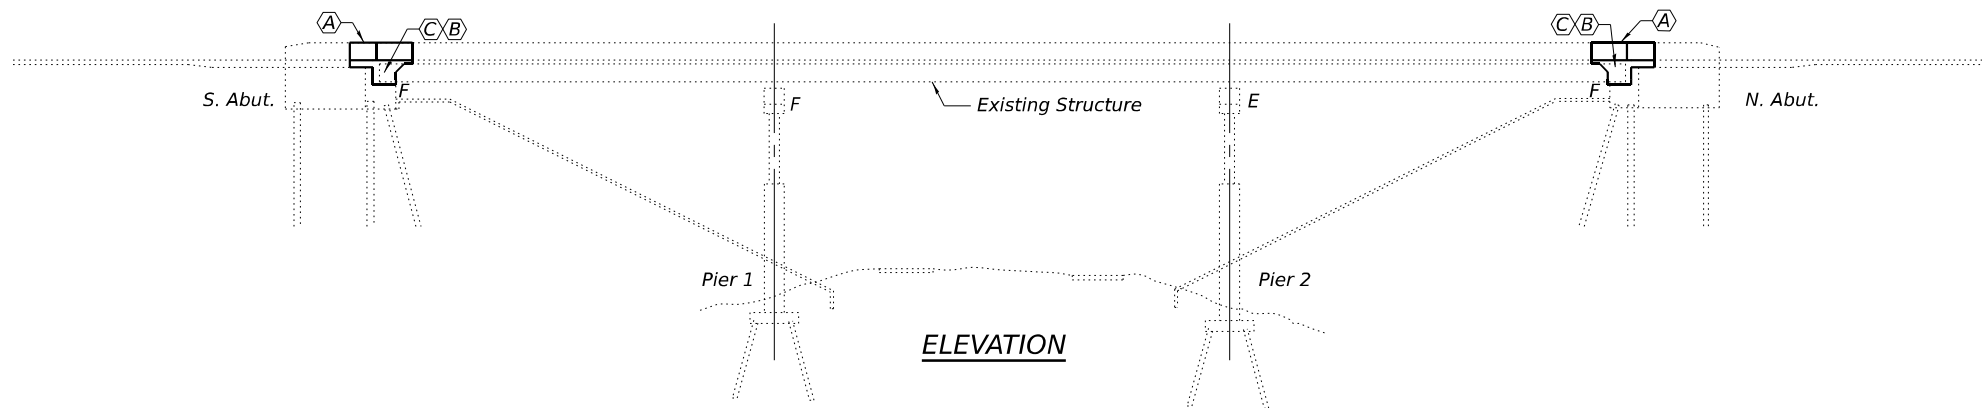 A
C B
C B
A
S. Abut.
F
F
Existing Structure
E
F
N. Abut.
Pier 1
Pier 2
ELEVATION